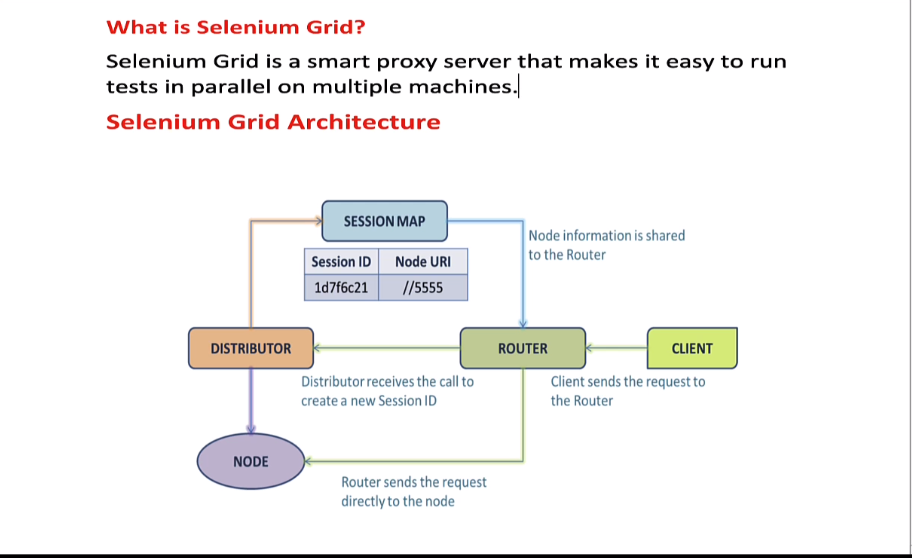 What is Selenium Grid?
Selenium Grid is a smart proxy server that makes it easy to run
tests in parallel on multiple machines.
Selenium Grid Architecture
SESSION MAP
Node information is shared
to the Router
Session ID Node URI
1d7f6c21 //5555
DISTRIBUTOR ROUTER CLIENT
Distributor receives the call to
create a new Session ID
Client sends the request to
the Router
NODE
Router sends the request
directly to the node